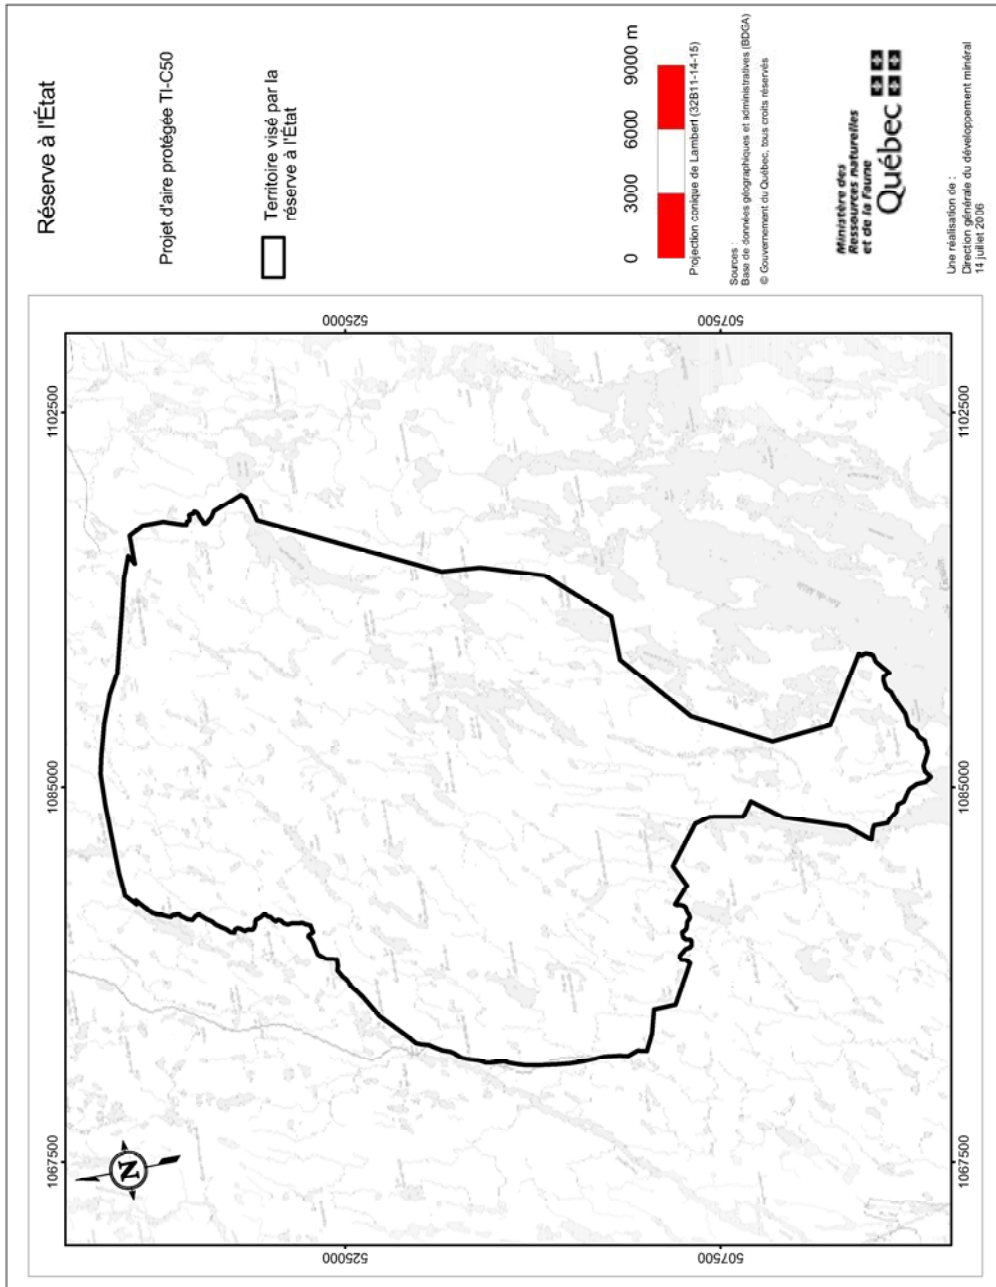 Réserve à l'État
Projet d'aire protégée TI-C50
Territoire visé par la
réserve à l'État
0 3000 6000 9000 m
Projection conique de Lambert (32B11-14-15)
Sources :
Base de données géographiques et administratives (BDGA)
© Gouvernement du Québec, tous droits réservés
Ministère des
Ressources naturelles
et de la Faune
Québec
Une réalisation de :
Direction générale du développement minéral
14 juillet 2006
525000
507500
1102500
1102500
1085000
1085000
1067500
1067500
525000
507500
N